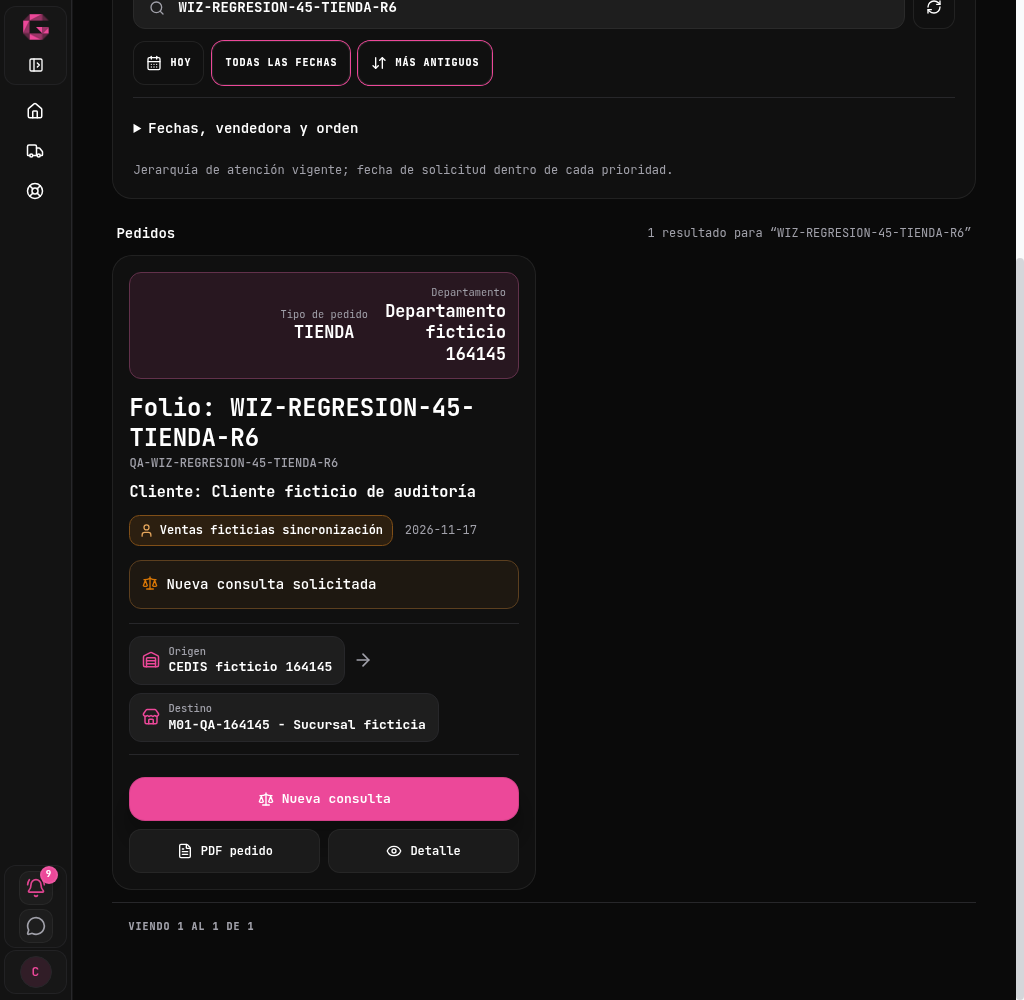 WIZ-REGRESION-45-TIENDA-R6
HOY
TODAS LAS FECHAS
MÁS ANTIGUOS
Fechas, vendedora y orden
Jerarquía de atención vigente; fecha de solicitud dentro de cada prioridad.
Pedidos
1 resultado para “WIZ-REGRESION-45-TIENDA-R6”
Tipo de pedido
TIENDA
Departamento
Departamento
ficticio
164145
Folio: WIZ-REGRESION-45-
TIENDA-R6
QA-WIZ-REGRESION-45-TIENDA-R6
Cliente: Cliente ficticio de auditoría
Ventas ficticias sincronización
2026-11-17
Nueva consulta solicitada
Origen
CEDIS ficticio 164145
Destino
M01-QA-164145 - Sucursal ficticia
Nueva consulta
PDF pedido
Detalle
VIENDO 1 AL 1 DE 1
9
C